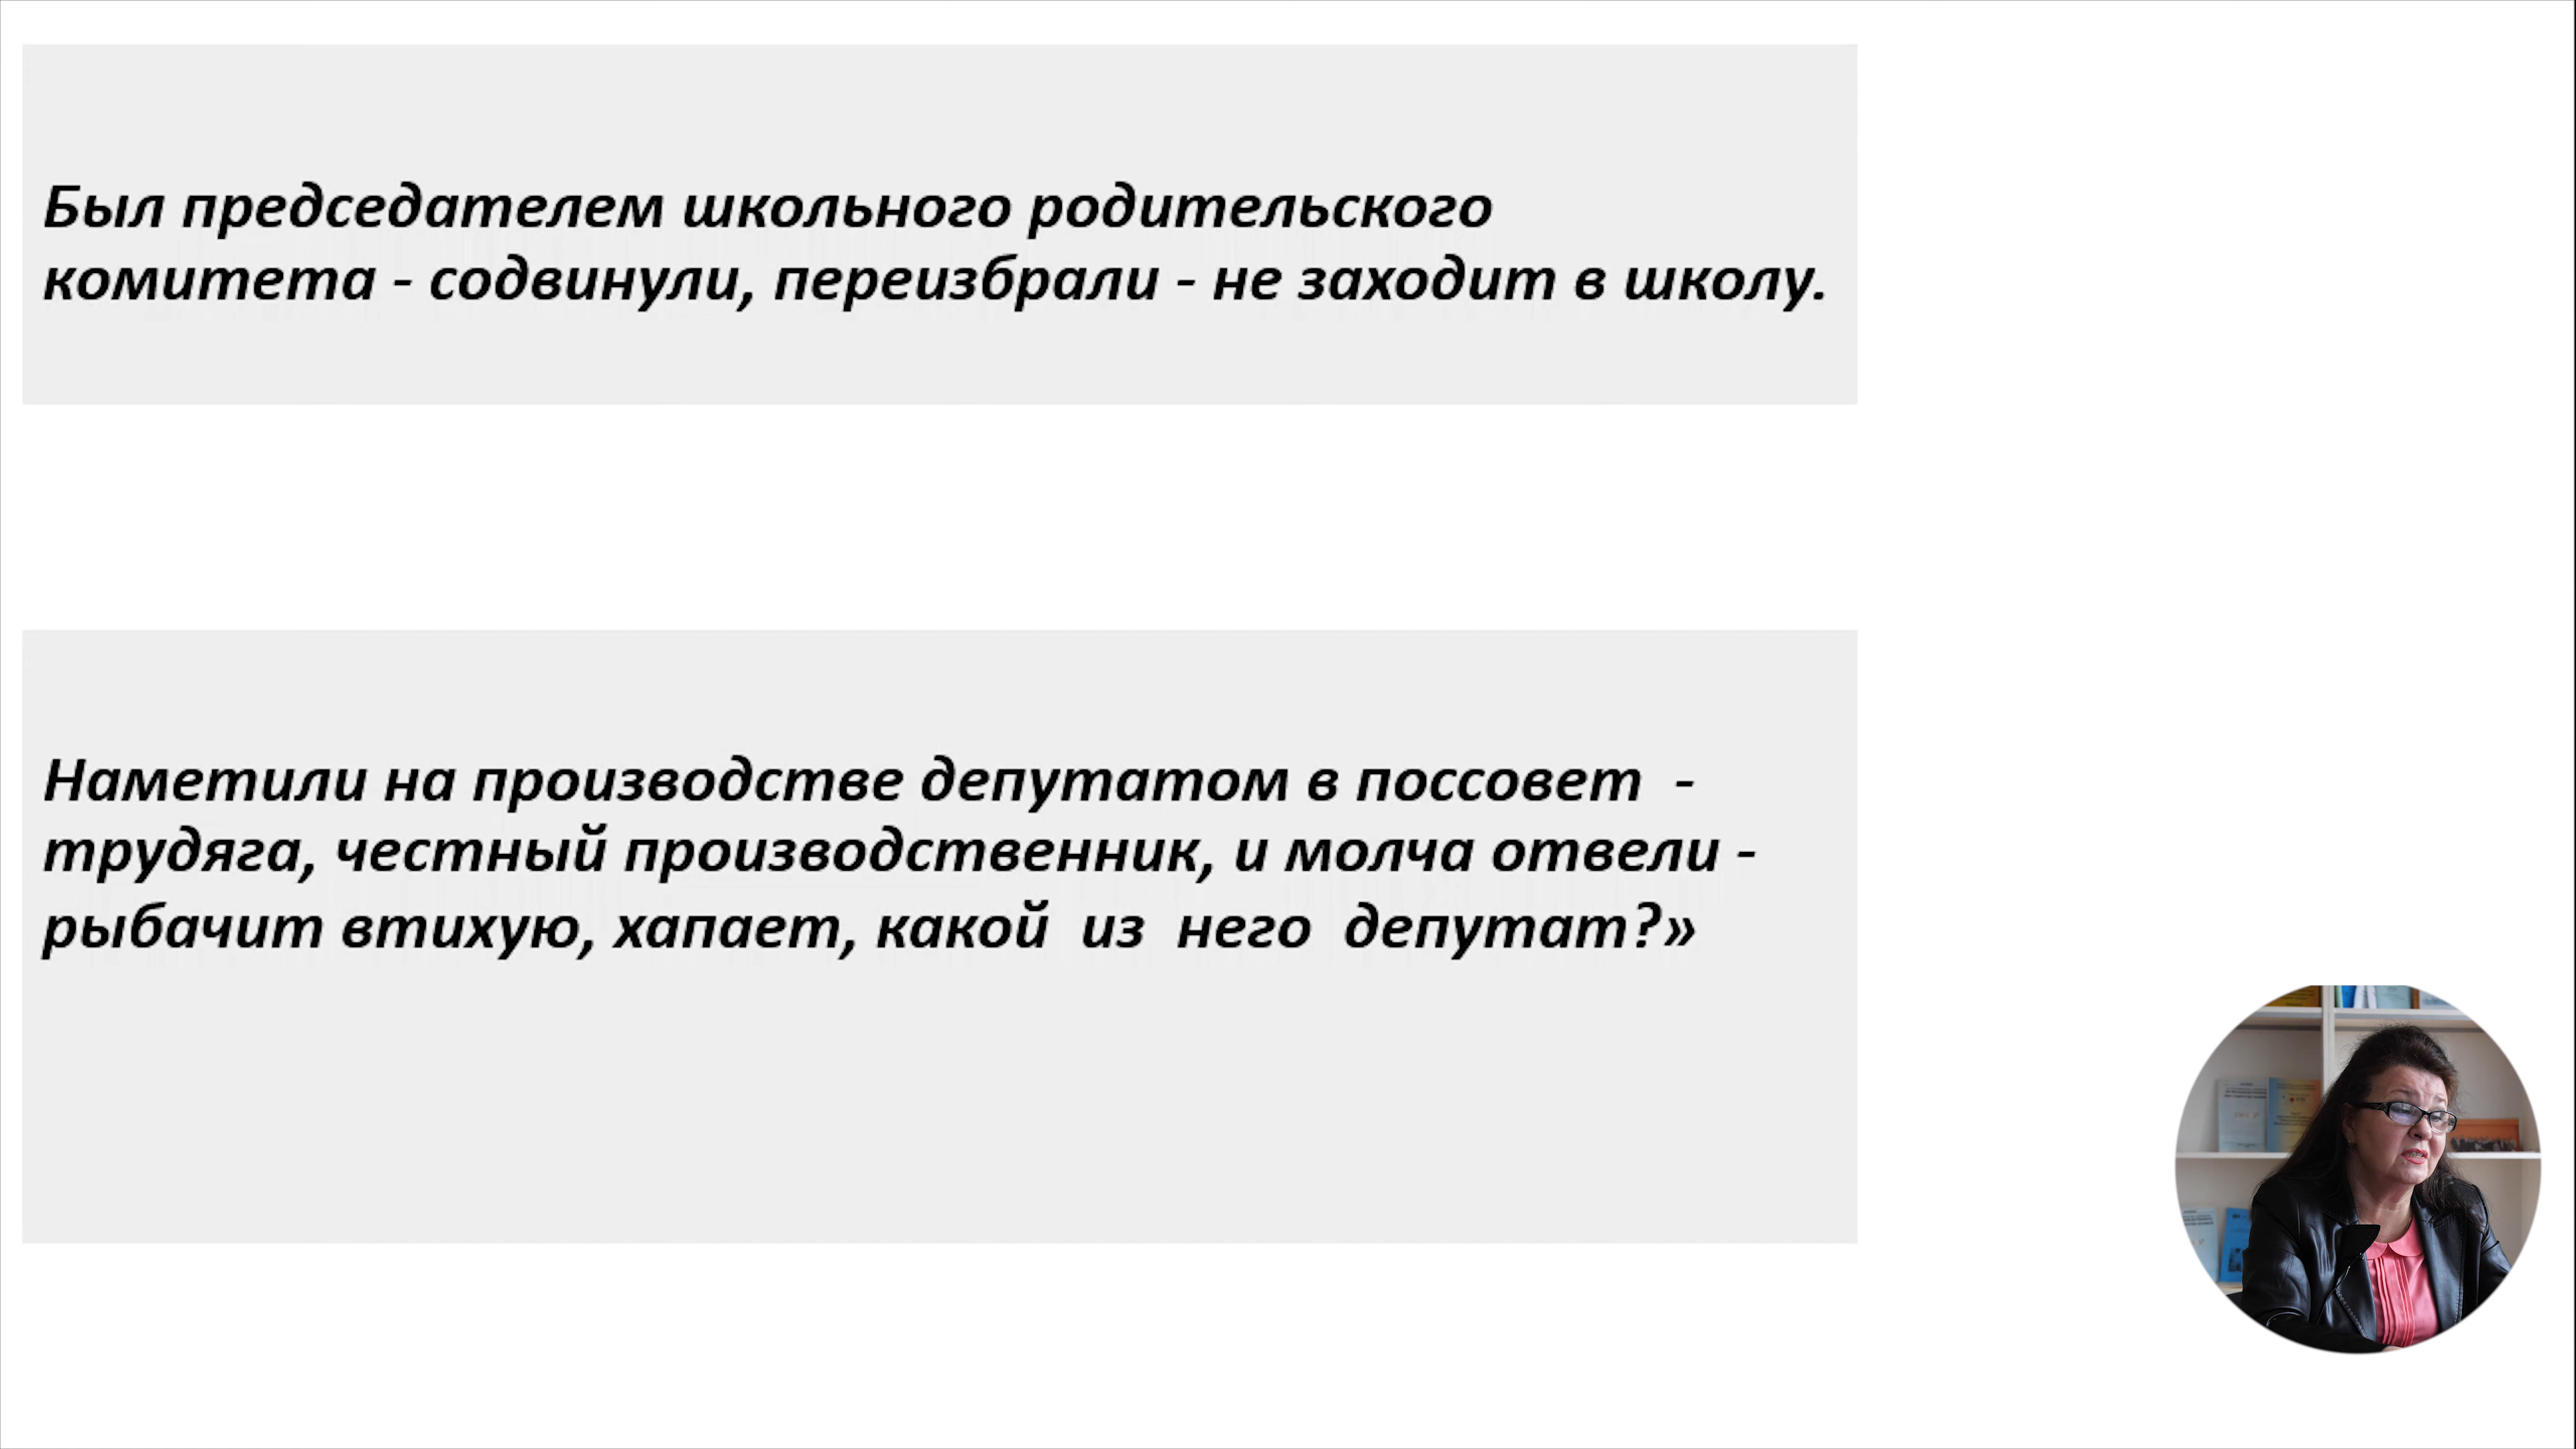 Был председателем школьного родительского
комитета - содвинули, переизбрали - не заходит в школу.
Наметили на производстве депутатом в поссовет -
трудяга, честный производственник, и молча отвели -
рыбачит втихую, хапает, какой из него депутат?»